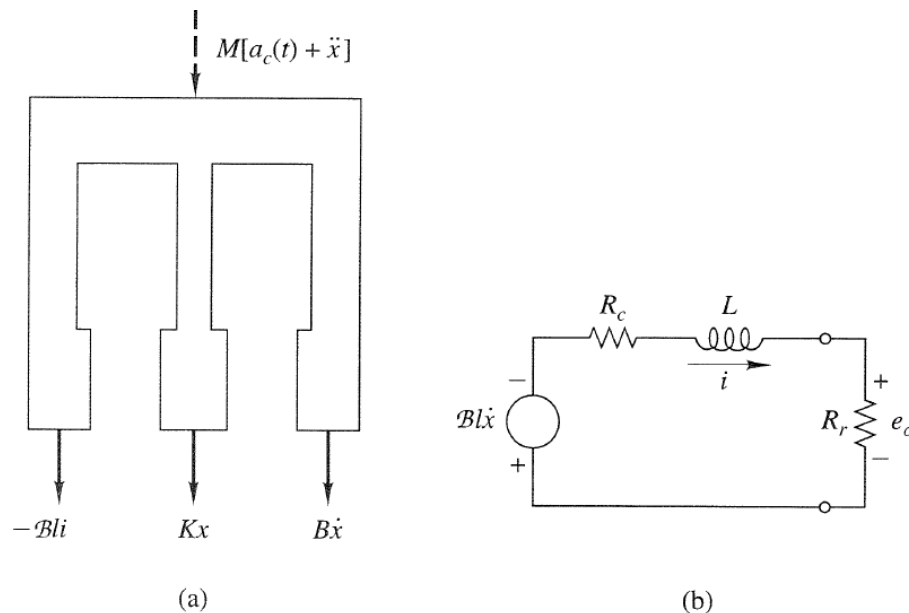 M[a_c(t) + ẍ]
−ℬli
Kx
Bẋ
(a)
R_c
L
i
−
ℬlẋ
+
+
R_r
e_o
−
(b)